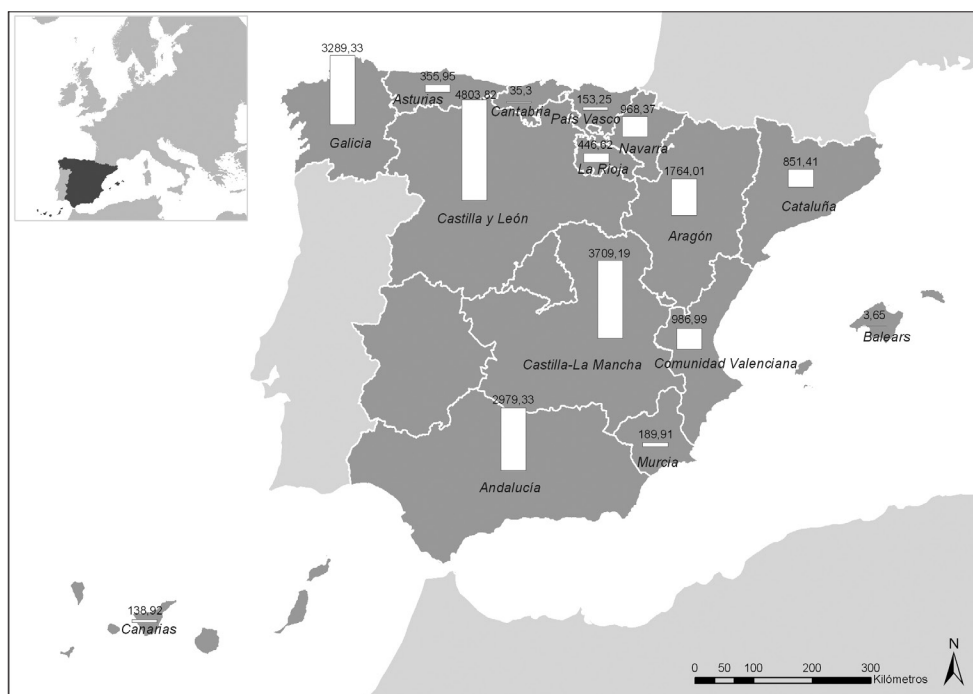 3289,33
Galicia
355,95
Asturias
4803,82
Castilla y León
35,3
Cantabria
153,25
País Vasco
968,37
Navarra
446,62
La Rioja
1764,01
Aragón
851,41
Cataluña
3709,19
Castilla-La Mancha
986,99
Comunidad Valenciana
3,65
Balears
2979,33
Andalucía
189,91
Murcia
138,92
Canarias
N
0 50 100 200 300
Kilómetros